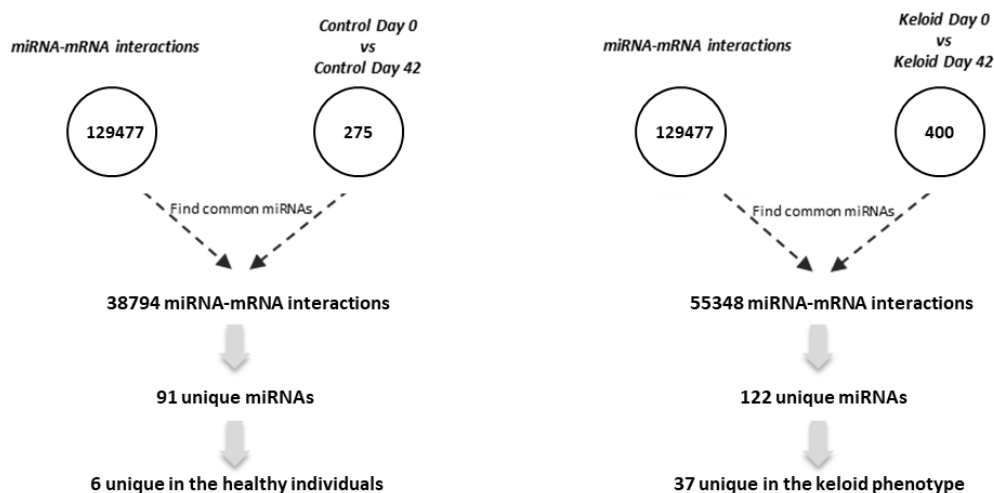 miRNA-mRNA interactions
Control Day 0
vs
Control Day 42
129477
275
Find common miRNAs
38794 miRNA-mRNA interactions
91 unique miRNAs
6 unique in the healthy individuals
miRNA-mRNA interactions
Keloid Day 0
vs
Keloid Day 42
129477
400
Find common miRNAs
55348 miRNA-mRNA interactions
122 unique miRNAs
37 unique in the keloid phenotype